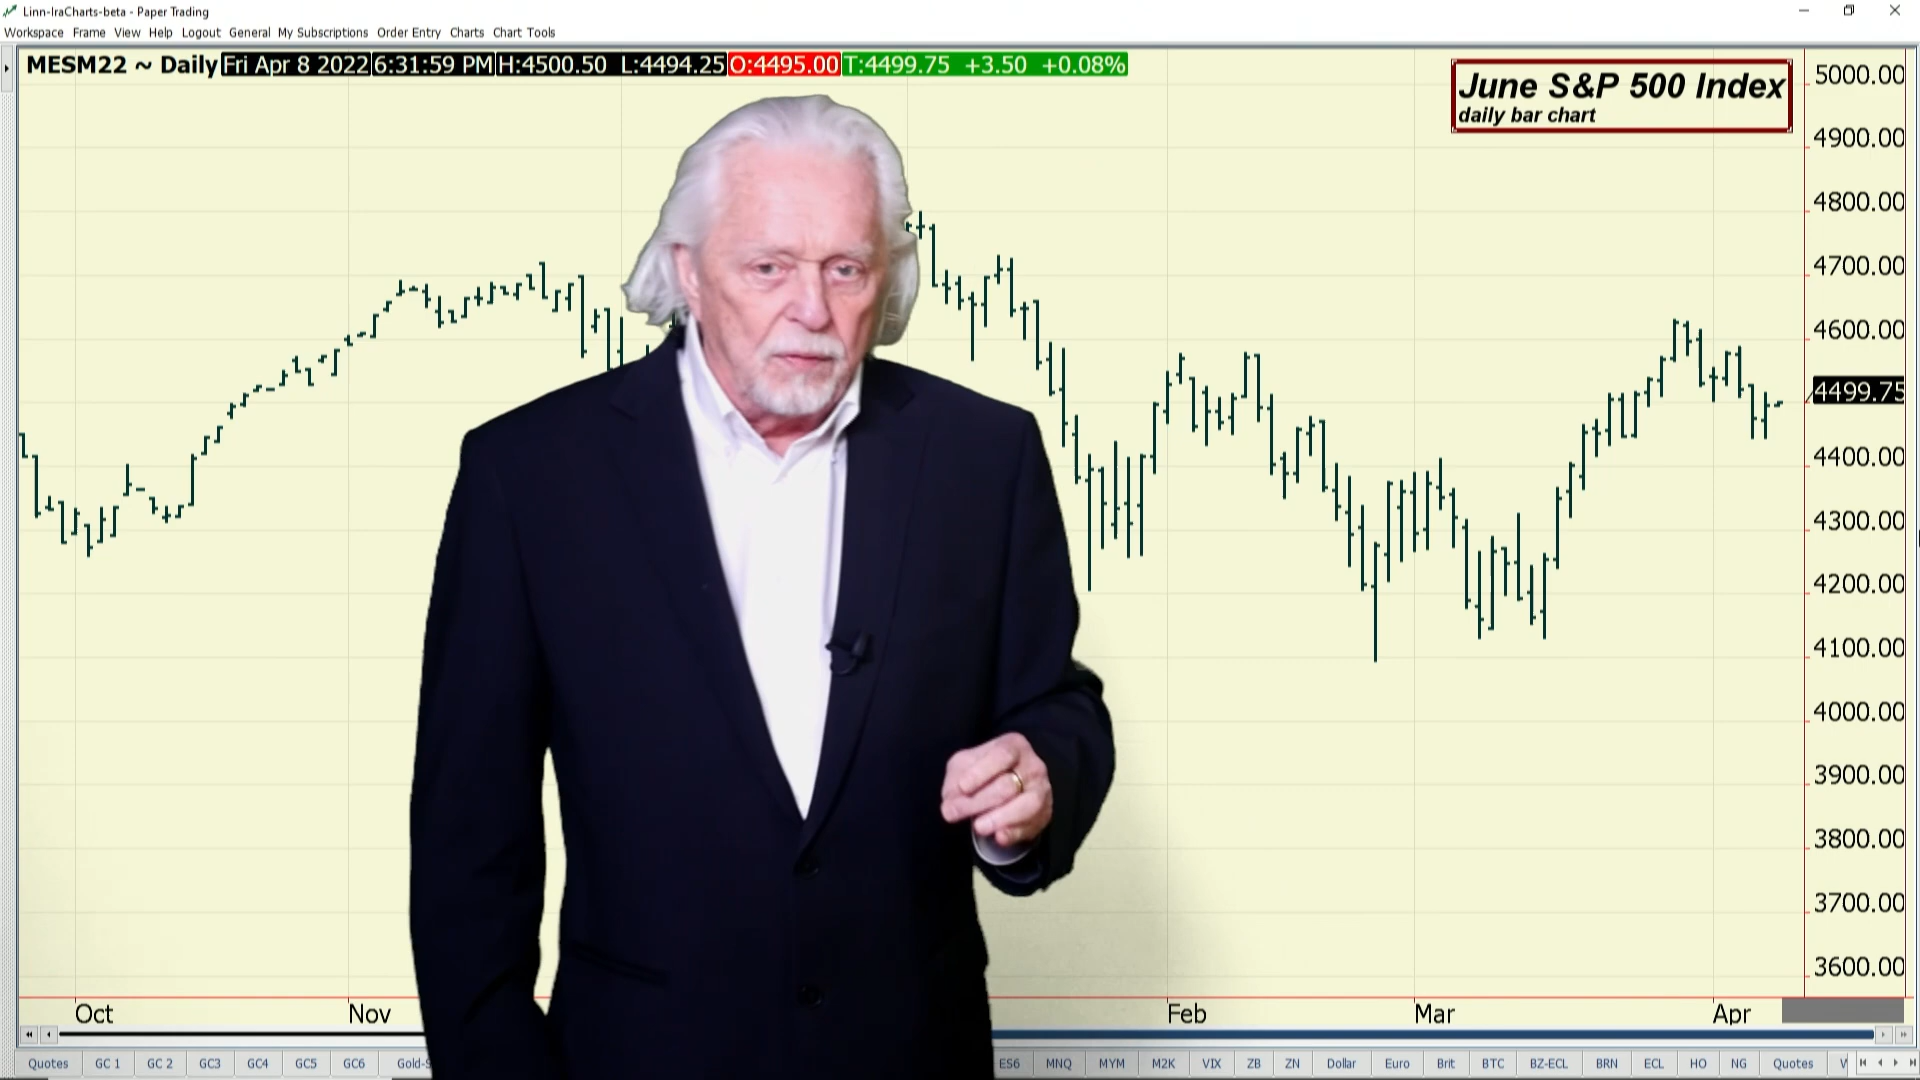 Linn-IraCharts-beta - Paper Trading
Workspace Frame View Help Logout General My Subscriptions Order Entry Charts Chart Tools
MESM22 ~ Daily Fri Apr 8 2022 6:31:59 PM H:4500.50 L:4494.25 O:4495.00 T:4499.75 +3.50 +0.08%
June S&P 500 Index
daily bar chart
5000.00
4900.00
4800.00
4700.00
4600.00
4499.75
4400.00
4300.00
4200.00
4100.00
4000.00
3900.00
3800.00
3700.00
3600.00
Oct Nov Feb Mar Apr
Quotes GC 1 GC 2 GC3 GC4 GC5 GC6 Gold-S ES6 MNQ MYM M2K VIX ZB ZN Dollar Euro Brit BTC BZ-ECL BRN ECL HO NG Quotes